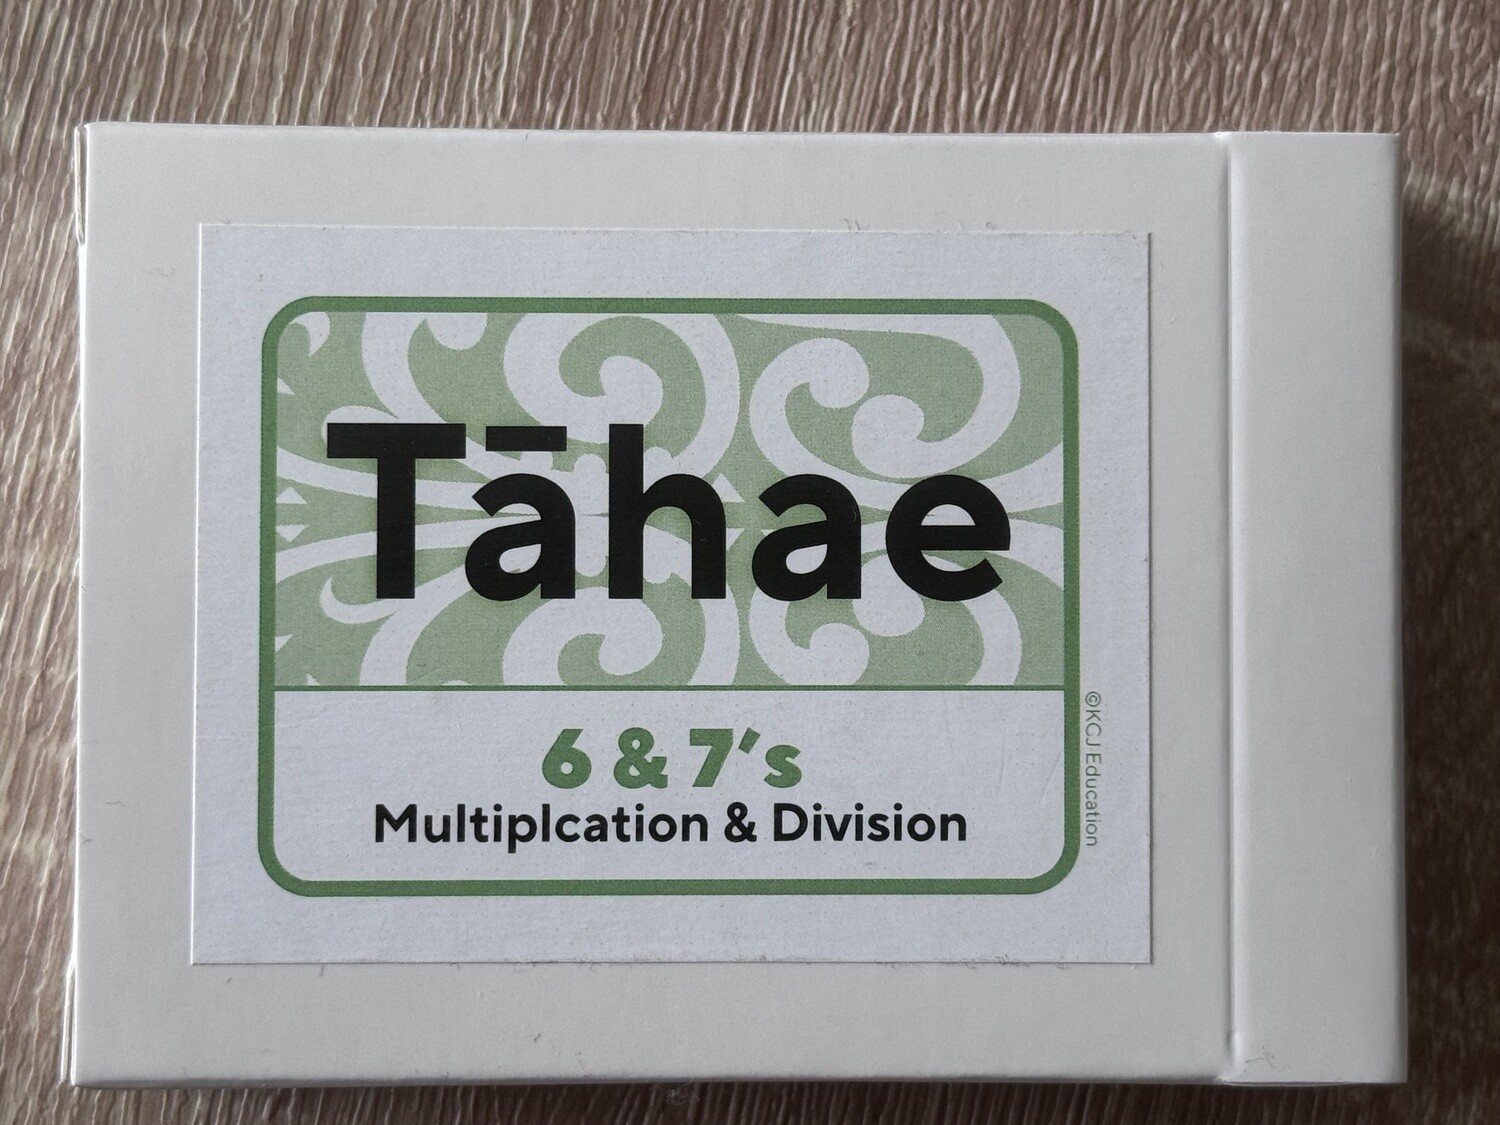 Tāhae
6 & 7's
Multiplcation & Division
©KCJ Education